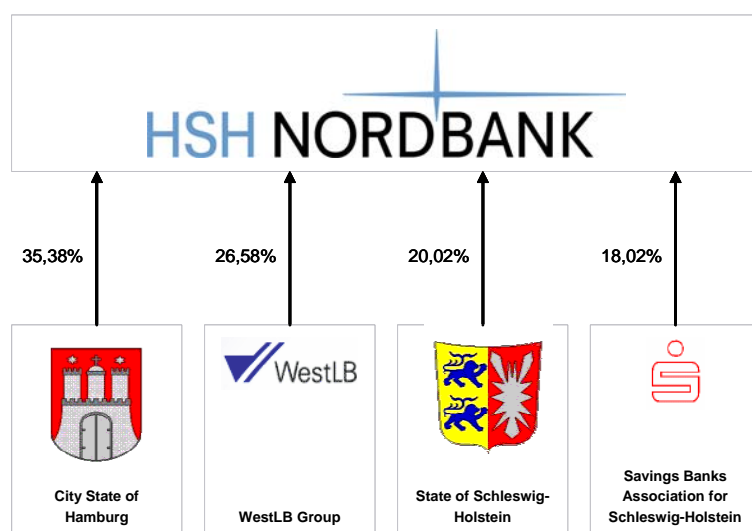 HSH NORDBANK
35,38%
26,58%
20,02%
18,02%
WestLB
City State of
Hamburg
WestLB Group
State of Schleswig-
Holstein
Savings Banks
Association for
Schleswig-Holstein